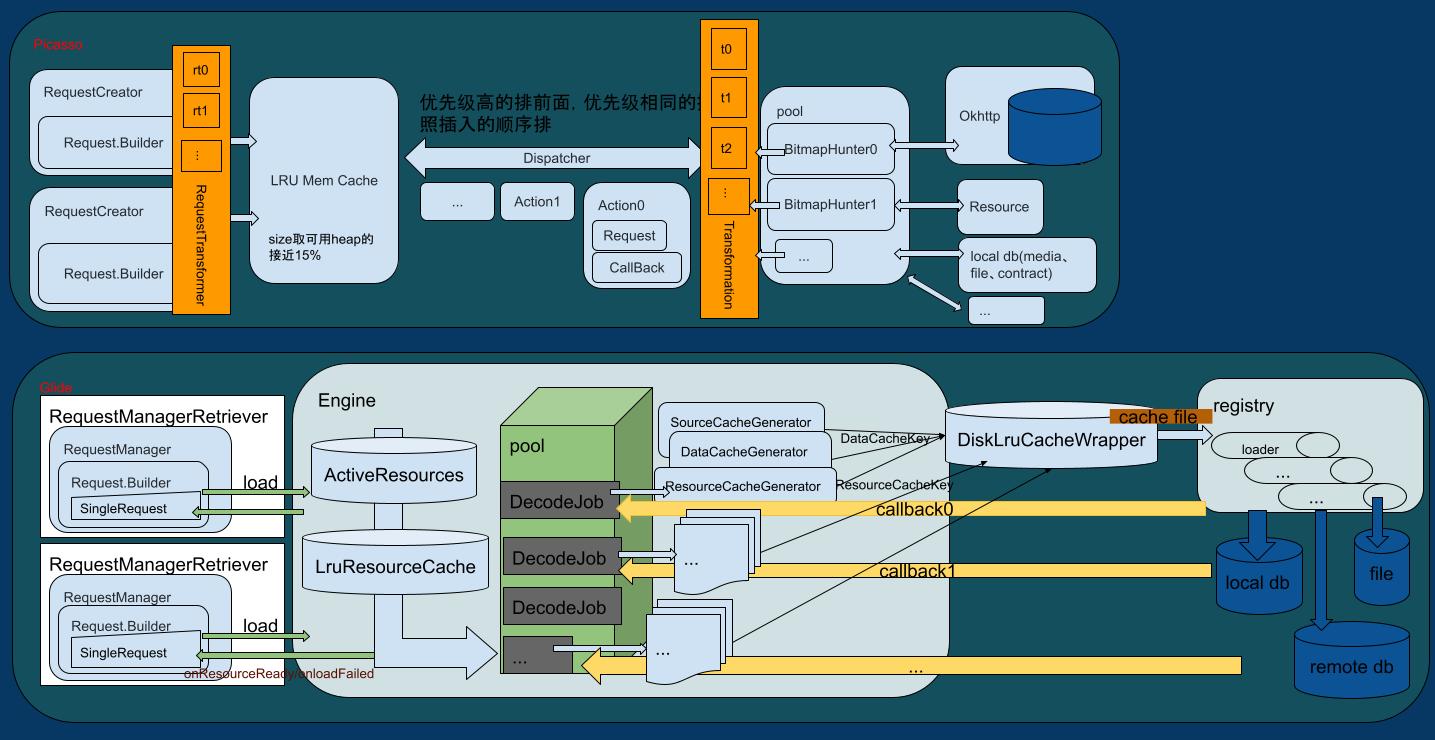 Picasso
RequestCreator
Request.Builder
RequestCreator
Request.Builder
rt0
rt1
...
RequestTransformer
LRU Mem Cache
size取可用heap的
接近15%
优先级高的排前面，优先级相同的
照插入的顺序排
Dispatcher
...
Action1
Action0
Request
CallBack
t0
t1
t2
...
Transformation
pool
BitmapHunter0
BitmapHunter1
...
Okhttp
Resource
local db(media、
file、contract)
...
Glide
RequestManagerRetriever
RequestManager
Request.Builder
SingleRequest
load
RequestManagerRetriever
RequestManager
Request.Builder
SingleRequest
load
onResourceReady/onloadFailed
Engine
ActiveResources
LruResourceCache
pool
DecodeJob
DecodeJob
DecodeJob
...
SourceCacheGenerator
DataCacheGenerator
ResourceCacheGenerator
...
...
DataCacheKey
ResourceCacheKey
callback0
callback1
...
DiskLruCacheWrapper
cache file
registry
loader
...
...
local db
file
remote db